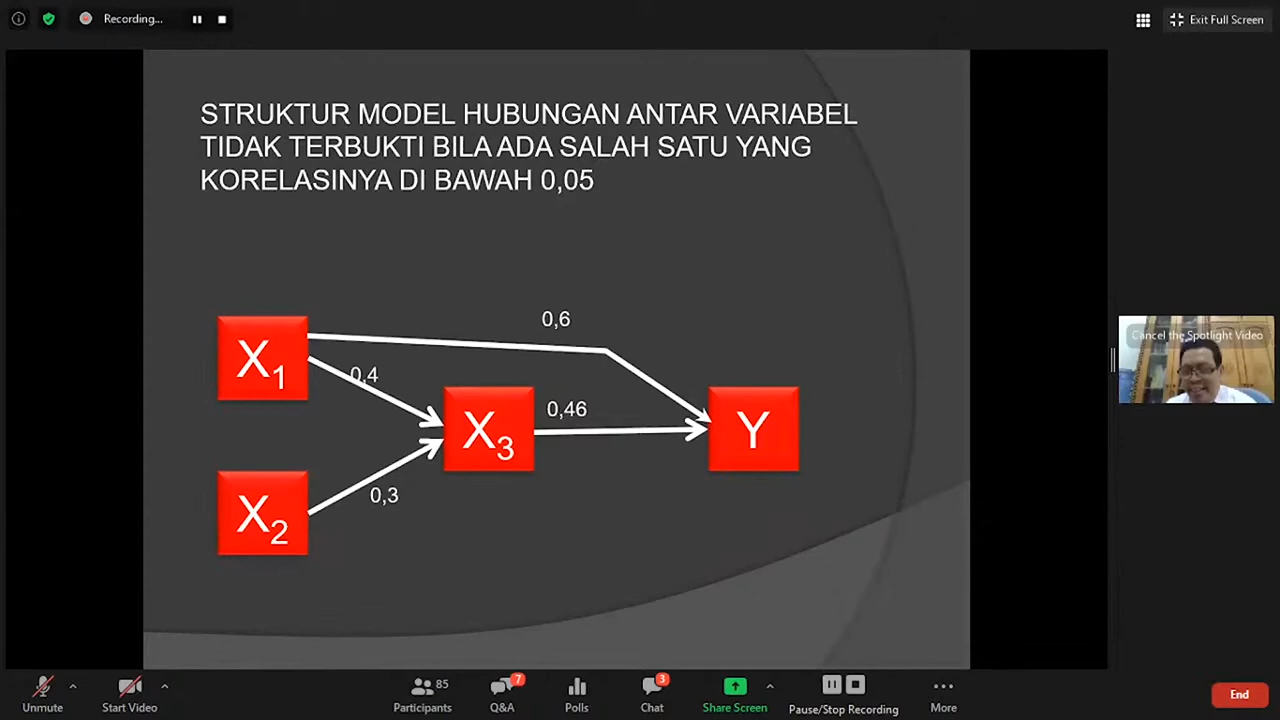 Recording...
Exit Full Screen
STRUKTUR MODEL HUBUNGAN ANTAR VARIABEL
TIDAK TERBUKTI BILA ADA SALAH SATU YANG
KORELASINYA DI BAWAH 0,05
0,6
X1
0,4
X3
0,46
Y
X2
0,3
Cancel the Spotlight Video
Unmute
Start Video
85
Participants
7
Q&A
Polls
3
Chat
Share Screen
Pause/Stop Recording
More
End